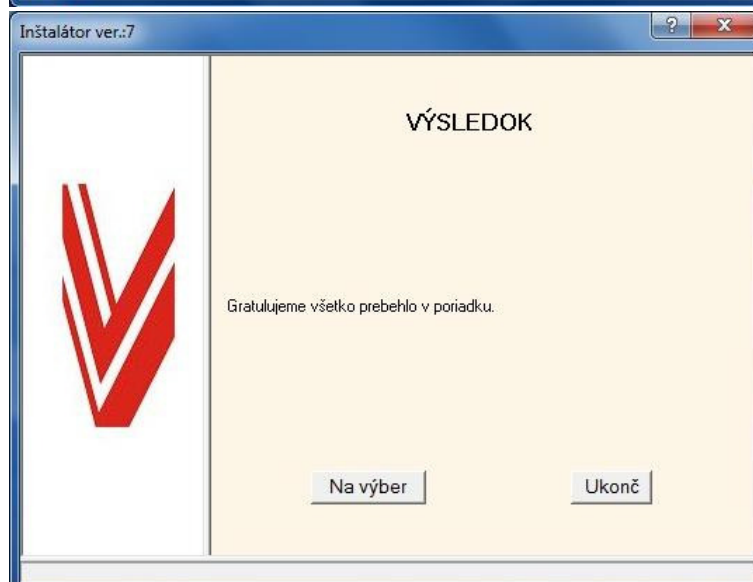 Inštalátor ver.:7
VÝSLEDOK
Gratulujeme všetko prebehlo v poriadku.
Na výber
Ukonč